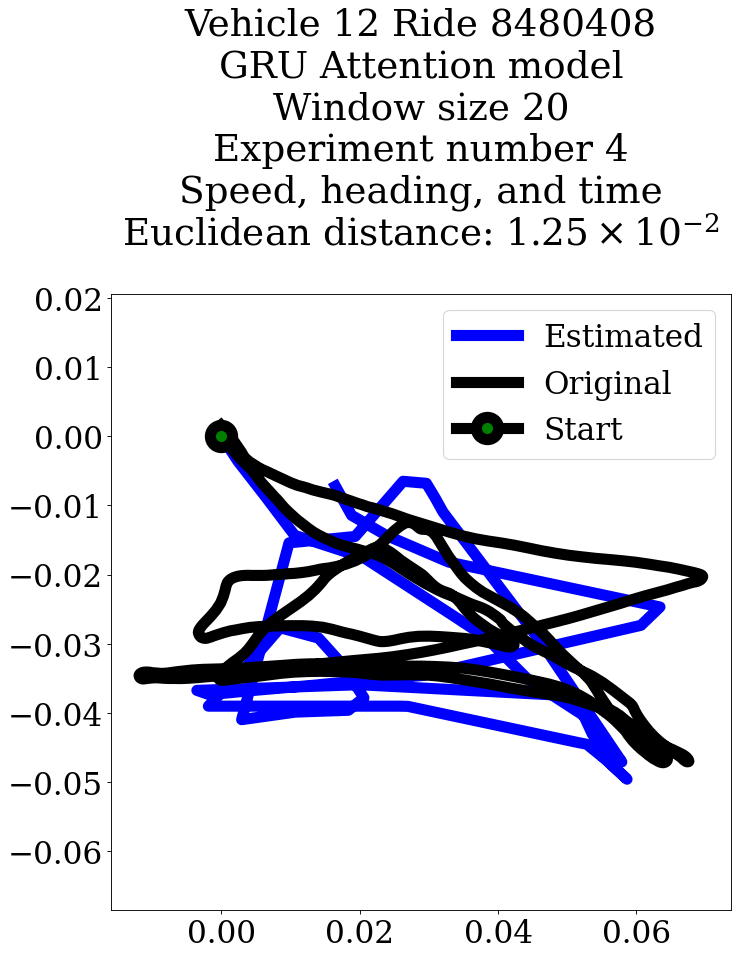 Vehicle 12 Ride 8480408
GRU Attention model
Window size 20
Experiment number 4
Speed, heading, and time
Euclidean distance: 1.25 × 10⁻²
Estimated
Original
Start
0.02
0.01
0.00
−0.01
−0.02
−0.03
−0.04
−0.05
−0.06
0.00 0.02 0.04 0.06